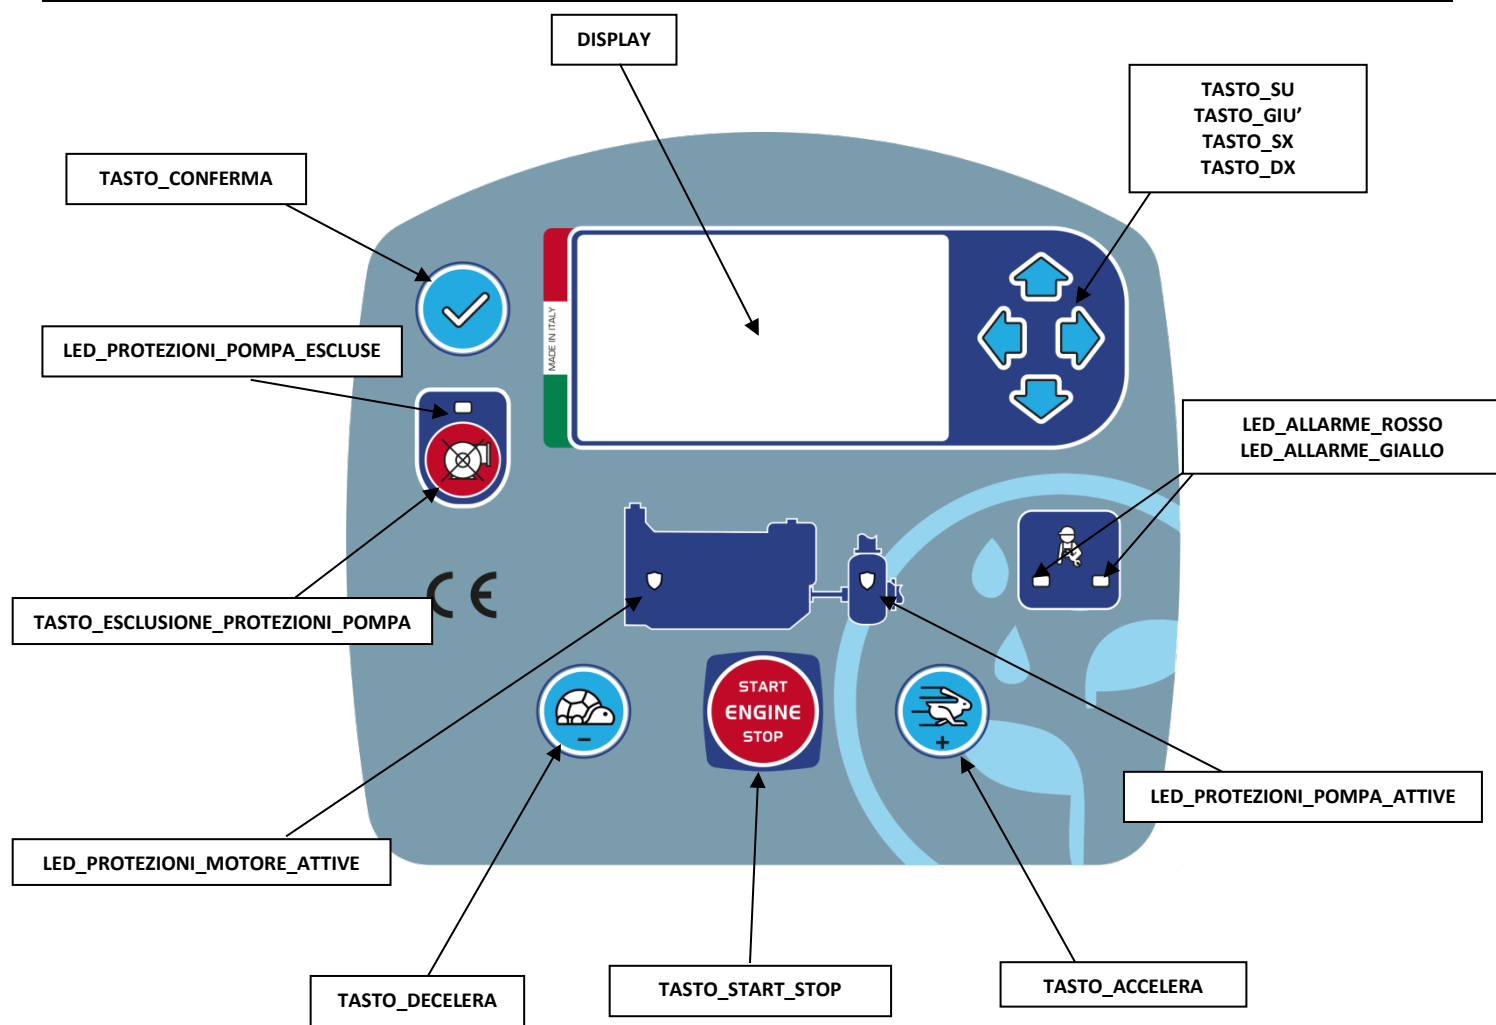 DISPLAY
TASTO_SU
TASTO_GIU’
TASTO_SX
TASTO_DX
TASTO_CONFERMA
MADE IN ITALY
LED_PROTEZIONI_POMPA_ESCLUSE
LED_ALLARME_ROSSO
LED_ALLARME_GIALLO
CE
TASTO_ESCLUSIONE_PROTEZIONI_POMPA
START
ENGINE
STOP
-
+
LED_PROTEZIONI_POMPA_ATTIVE
LED_PROTEZIONI_MOTORE_ATTIVE
TASTO_DECELERA
TASTO_START_STOP
TASTO_ACCELERA